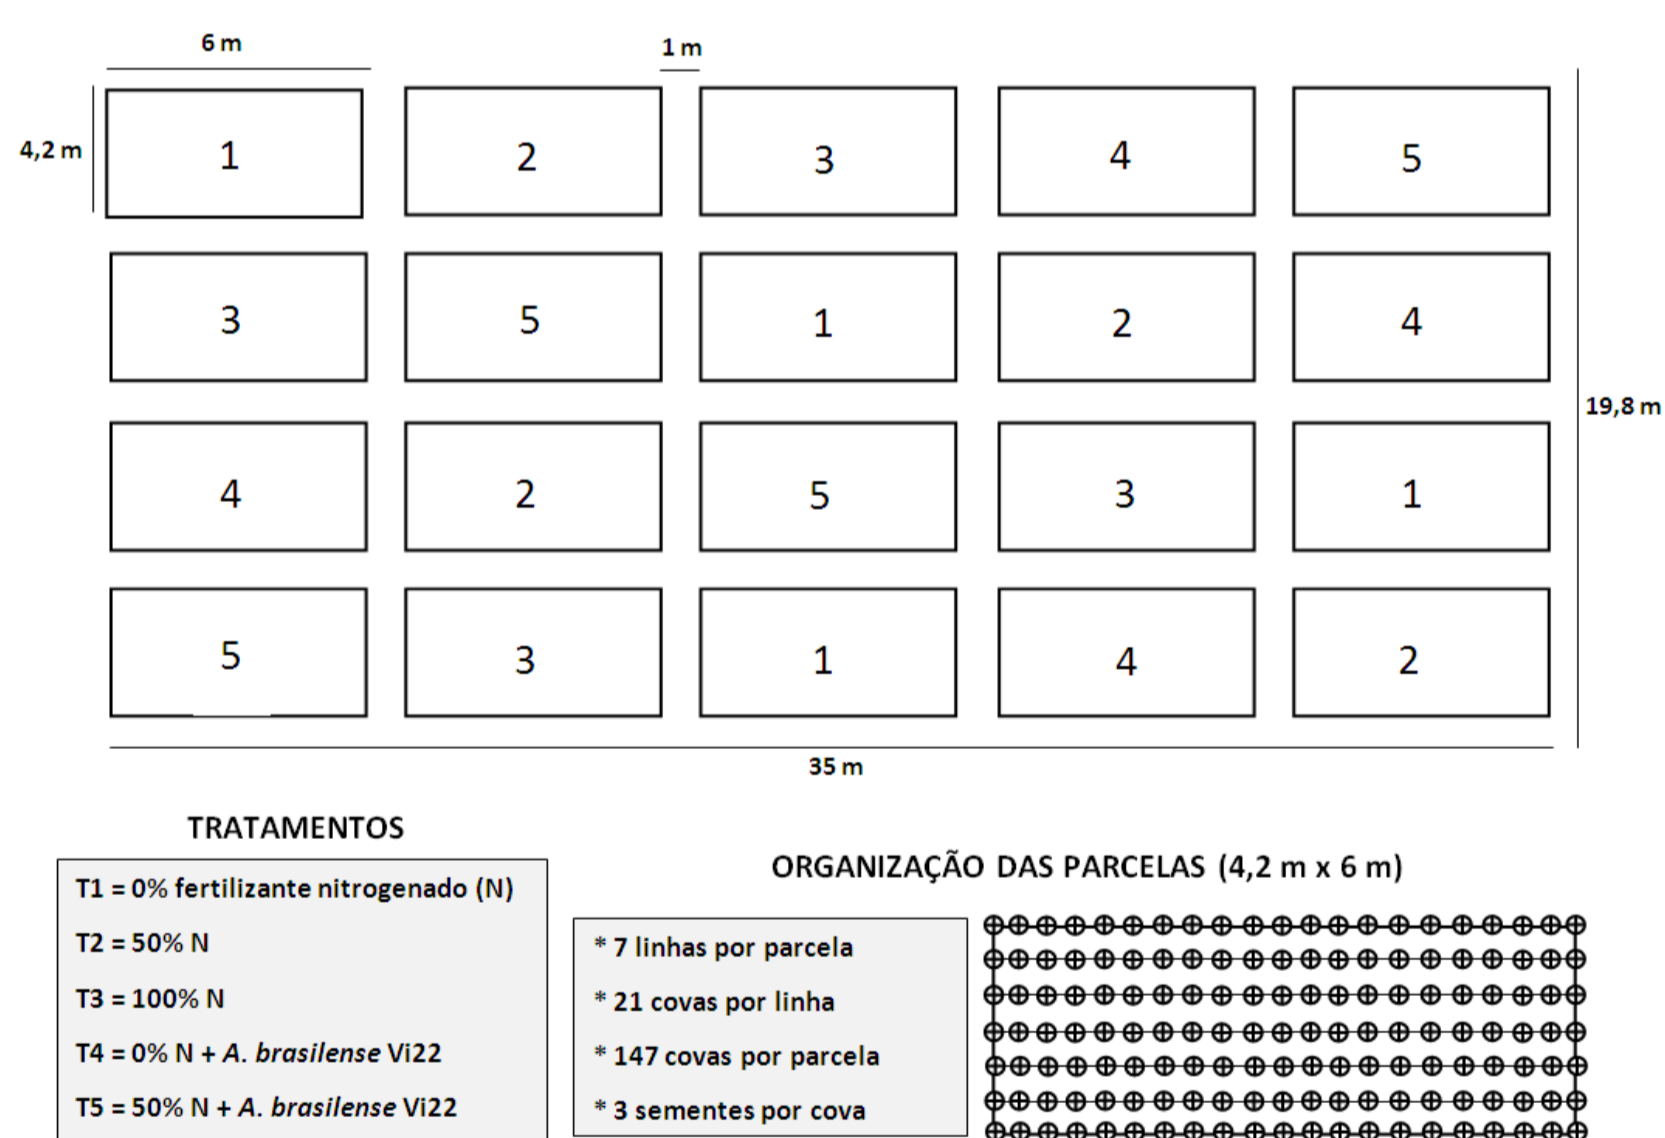 6 m
1 m
4,2 m
1 2 3 4 5
3 5 1 2 4
19,8 m
4 2 5 3 1
5 3 1 4 2
35 m
TRATAMENTOS
T1 = 0% fertilizante nitrogenado (N)
T2 = 50% N
T3 = 100% N
T4 = 0% N + A. brasilense Vi22
T5 = 50% N + A. brasilense Vi22
ORGANIZAÇÃO DAS PARCELAS (4,2 m x 6 m)
* 7 linhas por parcela
* 21 covas por linha
* 147 covas por parcela
* 3 sementes por cova